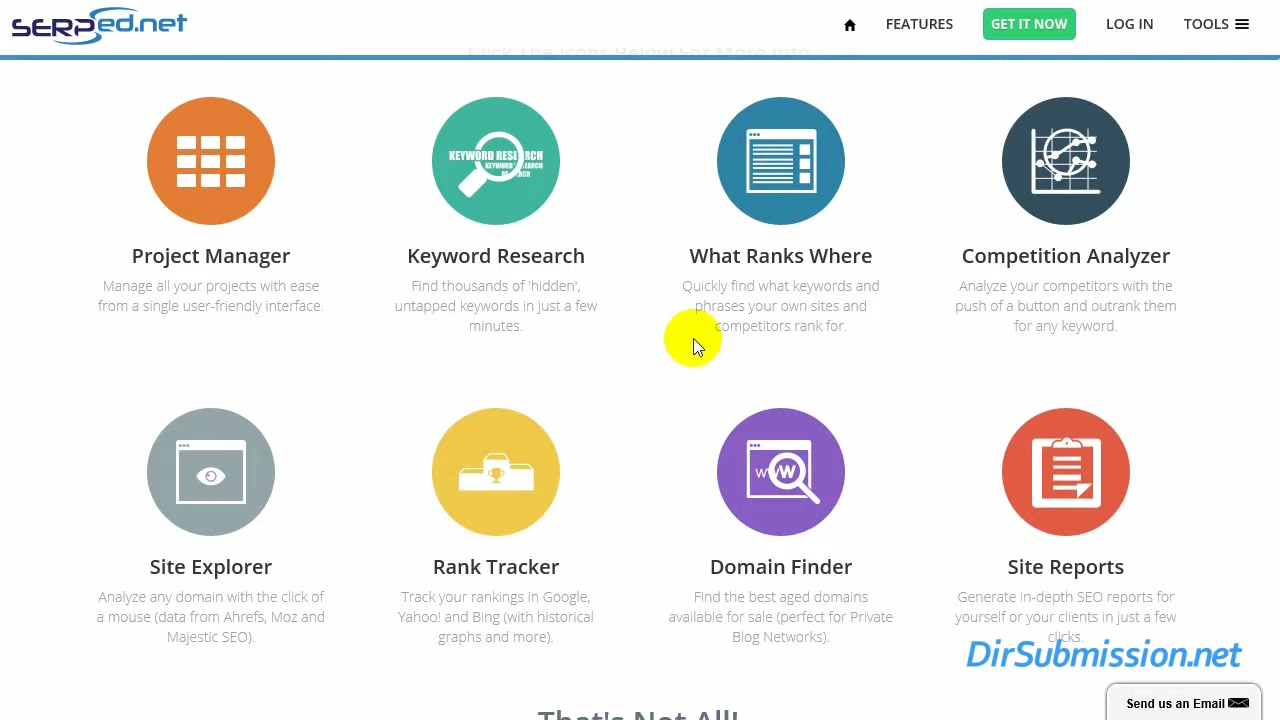 SERPed.net
FEATURES
GET IT NOW
LOG IN
TOOLS
Click The Icons Below For More Info
KEYWORD RESEARCH
Project Manager
Keyword Research
What Ranks Where
Competition Analyzer
Manage all your projects with ease
from a single user-friendly interface.
Find thousands of 'hidden',
untapped keywords in just a few
minutes.
Quickly find what keywords and
phrases your own sites and
competitors rank for.
Analyze your competitors with the
push of a button and outrank them
for any keyword.
WWW
Site Explorer
Rank Tracker
Domain Finder
Site Reports
Analyze any domain with the click of
a mouse (data from Ahrefs, Moz and
Majestic SEO).
Track your rankings in Google,
Yahoo! and Bing (with historical
graphs and more).
Find the best aged domains
available for sale (perfect for Private
Blog Networks).
Generate in-depth SEO reports for
yourself or your clients in just a few
clicks.
DirSubmission.net
Send us an Email
That's Not All!